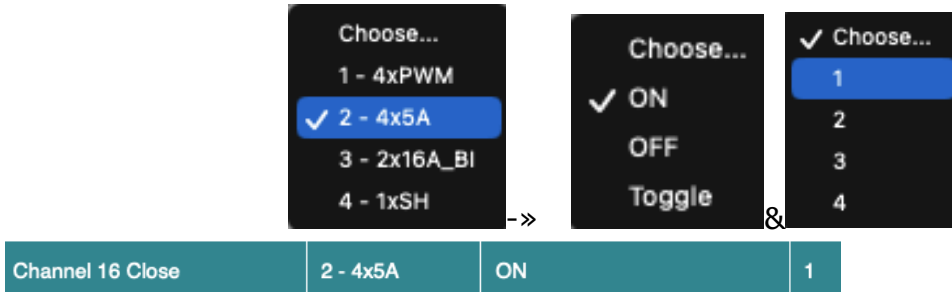 Choose...
1 - 4xPWM
✓ 2 - 4x5A
3 - 2x16A_BI
4 - 1xSH
-»
Choose...
✓ ON
OFF
Toggle
&
✓ Choose...
1
2
3
4
Channel 16 Close 2 - 4x5A ON 1